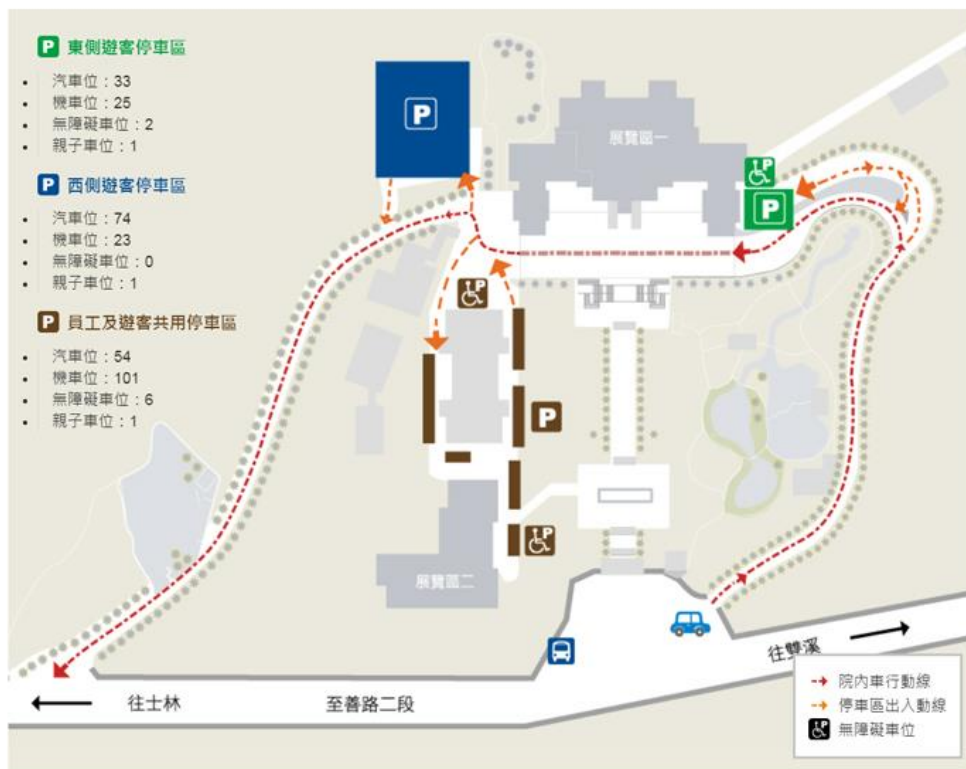 P 東側遊客停車區
• 汽車位：33
• 機車位：25
• 無障礙車位：2
• 親子車位：1
P 西側遊客停車區
• 汽車位：74
• 機車位：23
• 無障礙車位：0
• 親子車位：1
P 員工及遊客共用停車區
• 汽車位：54
• 機車位：101
• 無障礙車位：6
• 親子車位：1
P
展覽區一
P
P
P
P
P
P
展覽區二
往雙溪
往士林
至善路二段
院內車行動線
停車區出入動線
P 無障礙車位